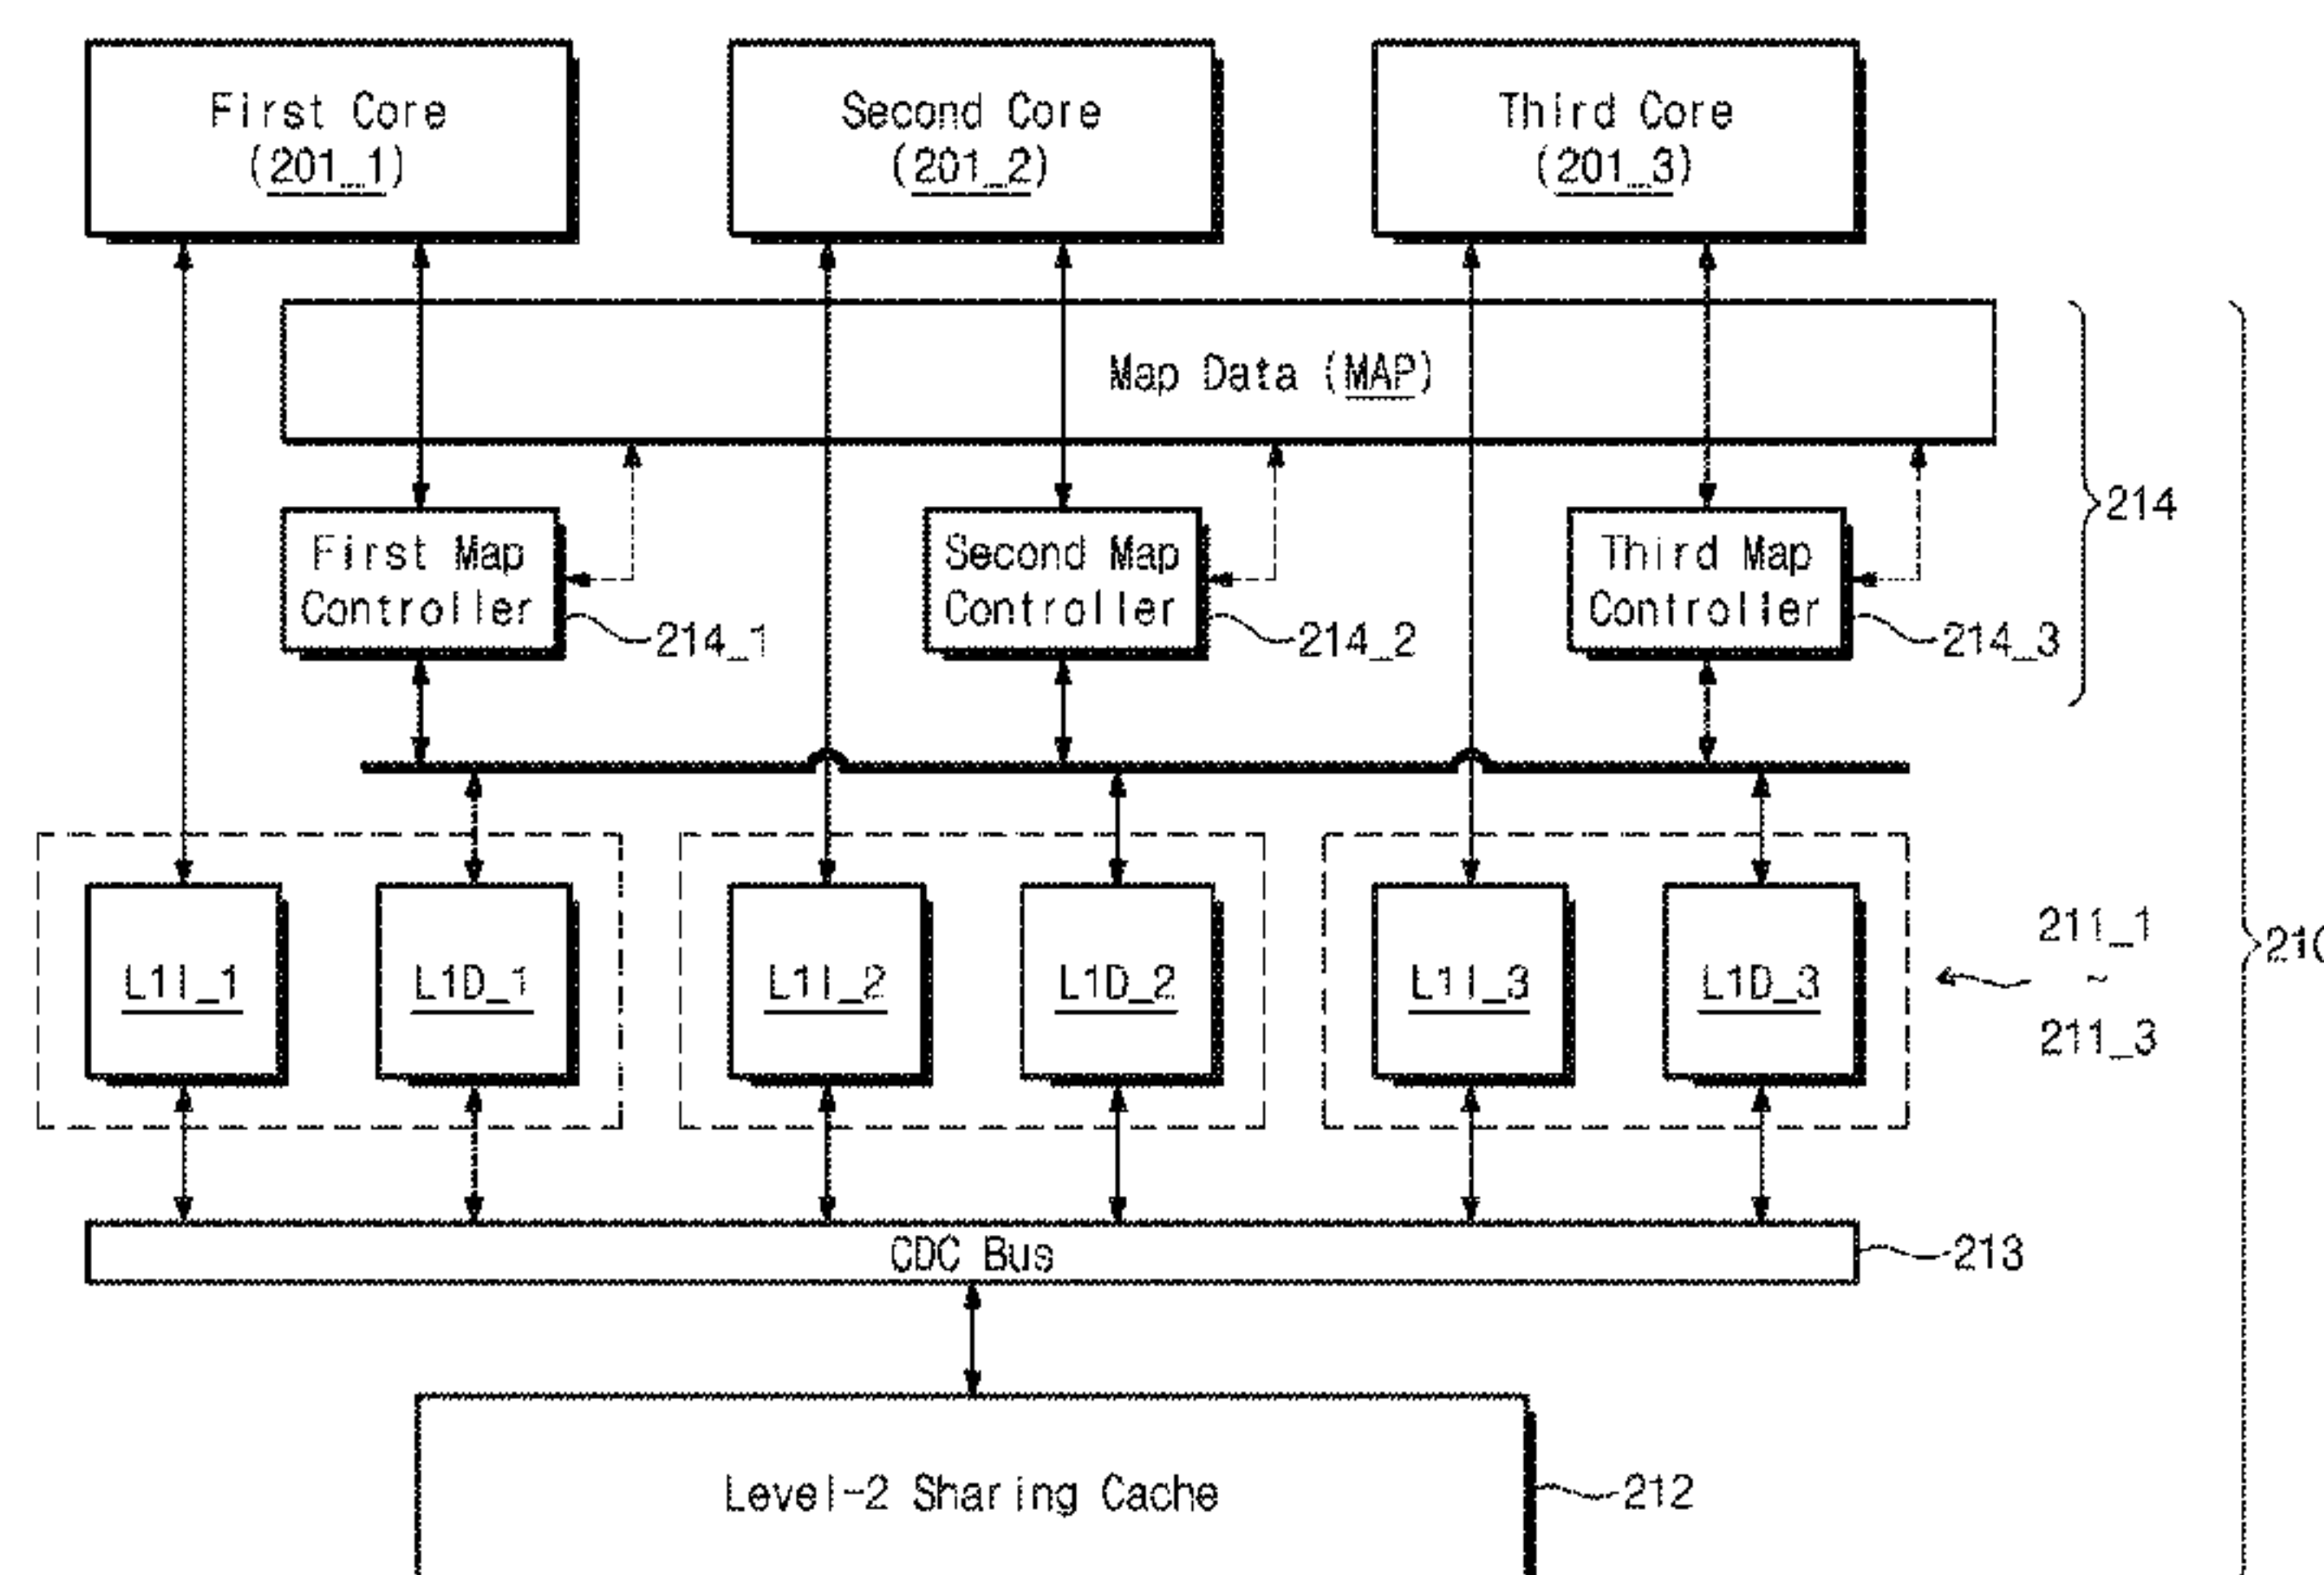 First Core
(201_1)
Second Core
(201_2)
Third Core
(201_3)
Map Data (MAP)
214
First Map
Controller
214_1
Second Map
Controller
214_2
Third Map
Controller
214_3
L1I_1
L1D_1
L1I_2
L1D_2
L1I_3
L1D_3
211_1
~
211_3
210
CDC Bus
213
Level-2 Sharing Cache
212